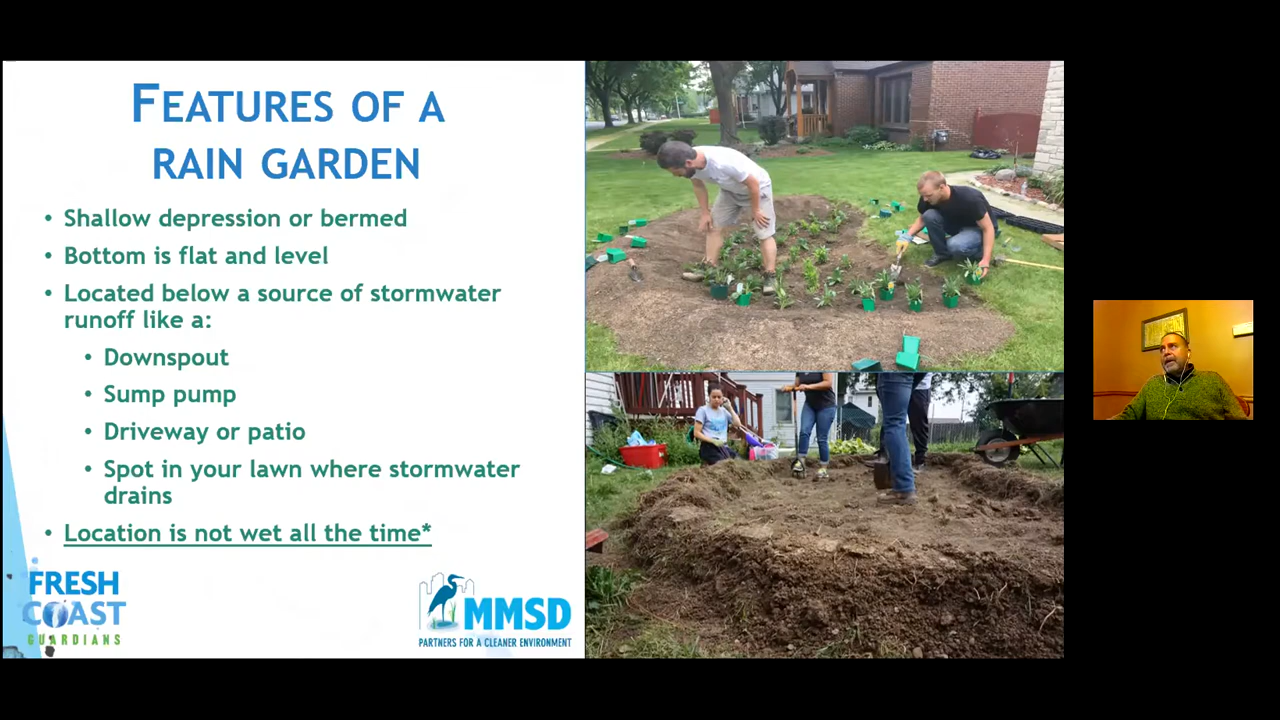 FEATURES OF A
RAIN GARDEN
• Shallow depression or bermed
• Bottom is flat and level
• Located below a source of stormwater
runoff like a:
• Downspout
• Sump pump
• Driveway or patio
• Spot in your lawn where stormwater
drains
• Location is not wet all the time*
FRESH
COAST
GUARDIANS
MMSD
PARTNERS FOR A CLEANER ENVIRONMENT